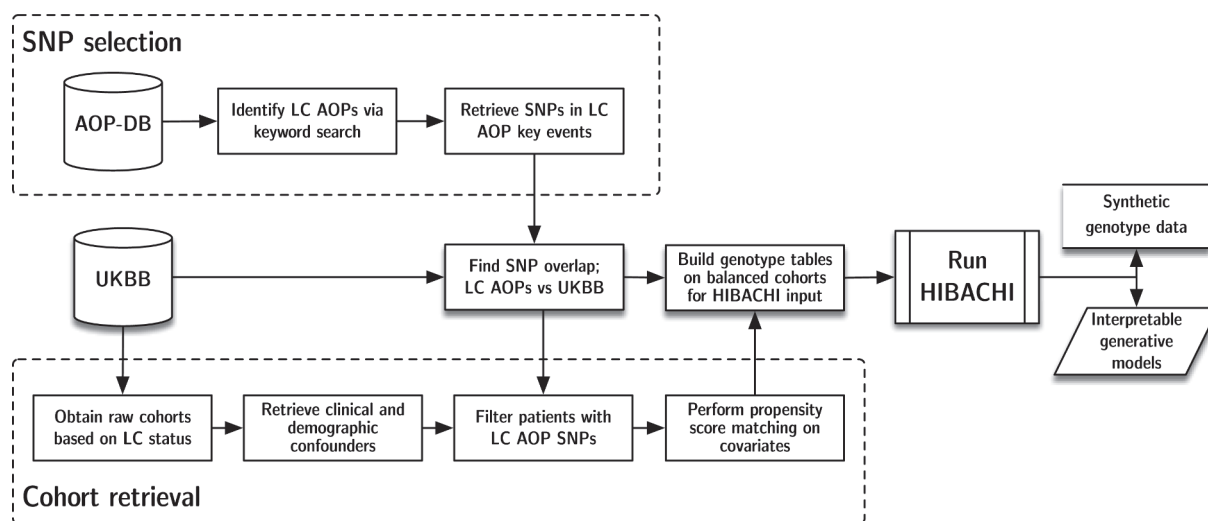 SNP selection
AOP-DB
Identify LC AOPs via
keyword search
Retrieve SNPs in LC
AOP key events
UKBB
Find SNP overlap;
LC AOPs vs UKBB
Build genotype tables
on balanced cohorts
for HIBACHI input
Run
HIBACHI
Synthetic
genotype data
Interpretable
generative
models
Obtain raw cohorts
based on LC status
Retrieve clinical and
demographic
confounders
Filter patients with
LC AOP SNPs
Perform propensity
score matching on
covariates
Cohort retrieval